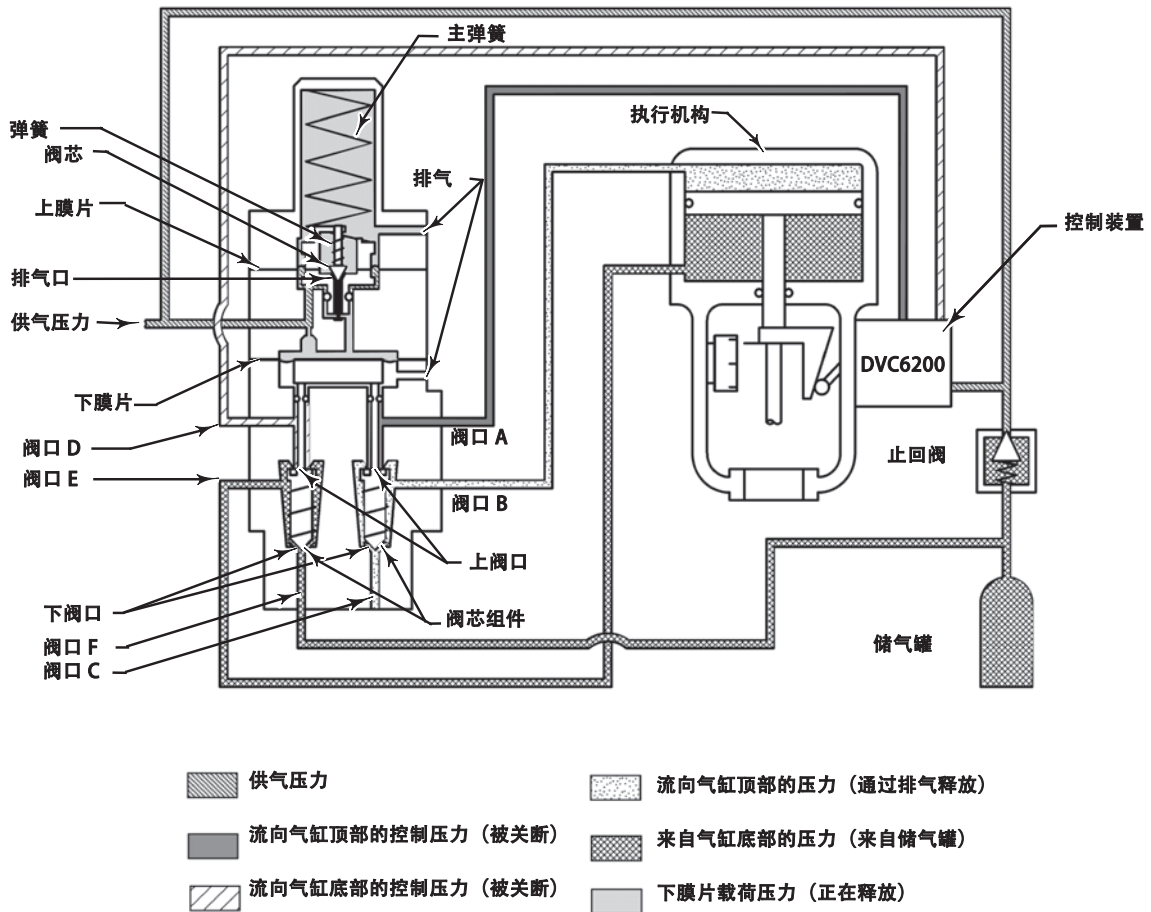 主弹簧
弹簧
阀芯
上膜片
排气口
供气压力
下膜片
阀口 D
阀口 E
下阀口
阀口 F
阀口 C
排气
执行机构
控制装置
DVC6200
阀口 A
阀口 B
止回阀
上阀口
阀芯组件
储气罐
供气压力
流向气缸顶部的控制压力（被关断）
流向气缸底部的控制压力（被关断）
流向气缸顶部的压力（通过排气释放）
来自气缸底部的压力（来自储气罐）
下膜片载荷压力（正在释放）